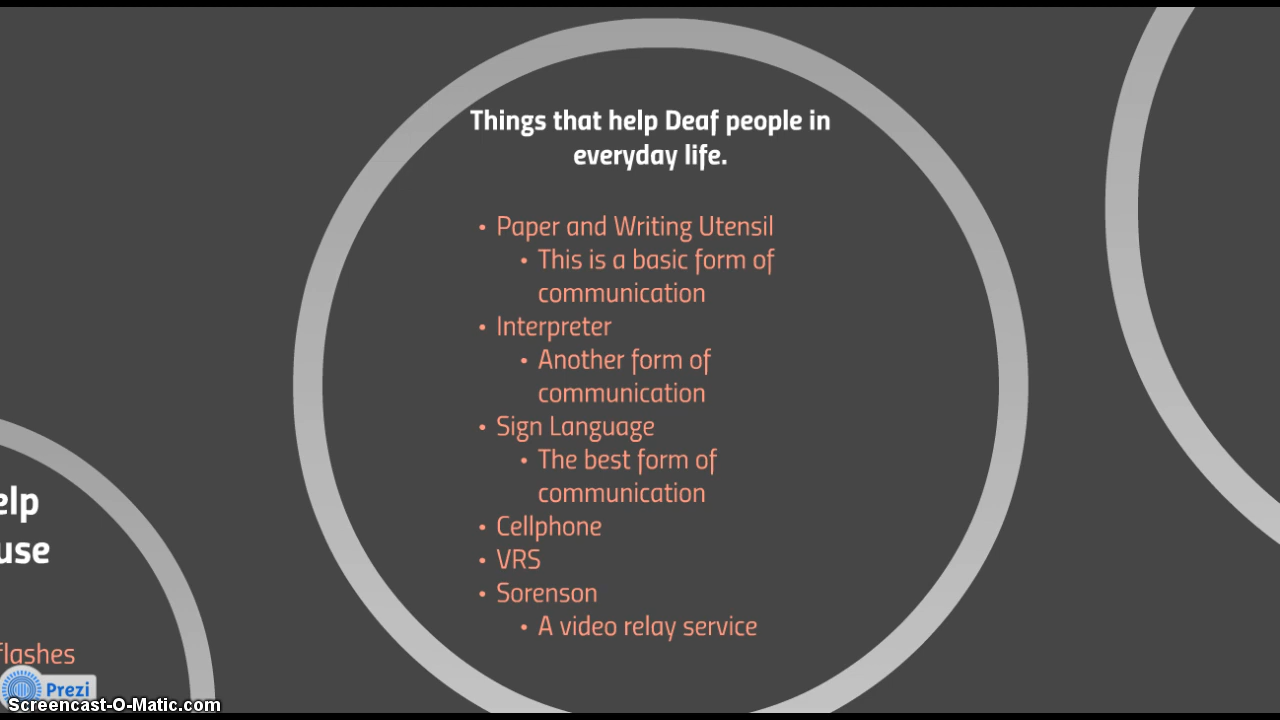 Things that help Deaf people in
everyday life.
• Paper and Writing Utensil
• This is a basic form of
communication
• Interpreter
• Another form of
communication
• Sign Language
• The best form of
communication
• Cellphone
• VRS
• Sorenson
• A video relay service
elp
use
flashes
Prezi
Screencast-O-Matic.com